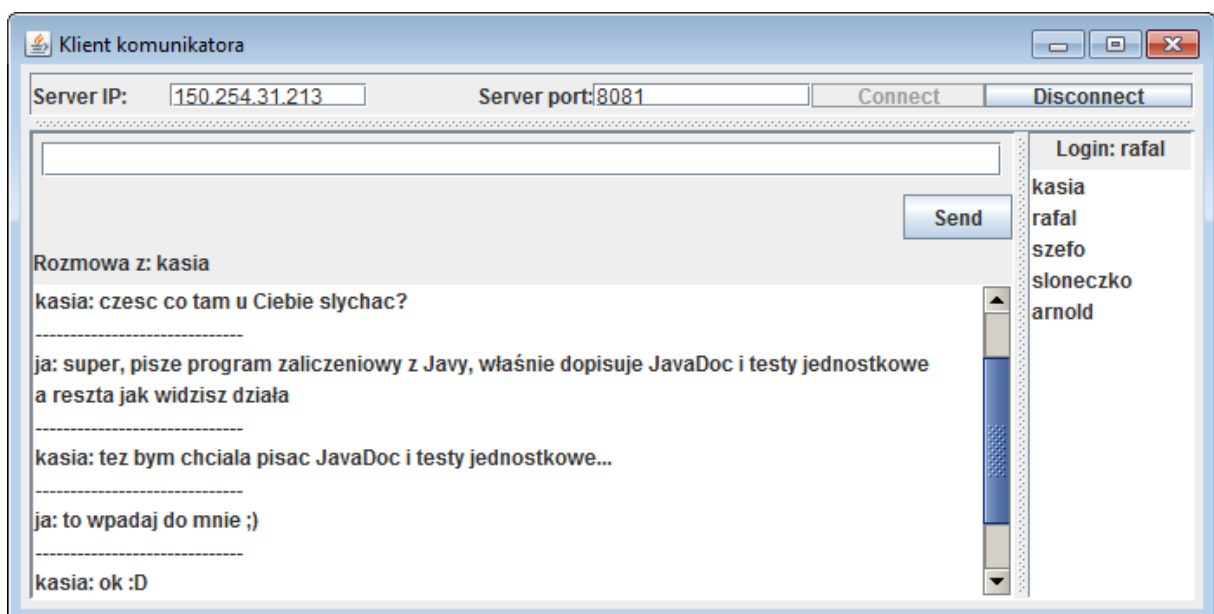 Klient komunikatora
Server IP: 150.254.31.213 Server port: 8081 Connect Disconnect
Login: rafal
kasia
rafal
szefo
sloneczko
arnold
Send
Rozmowa z: kasia
kasia: czesc co tam u Ciebie slychac?
------------------------------
ja: super, pisze program zaliczeniowy z Javy, właśnie dopisuje JavaDoc i testy jednostkowe
a reszta jak widzisz działa
------------------------------
kasia: tez bym chciala pisac JavaDoc i testy jednostkowe...
------------------------------
ja: to wpadaj do mnie ;)
------------------------------
kasia: ok :D